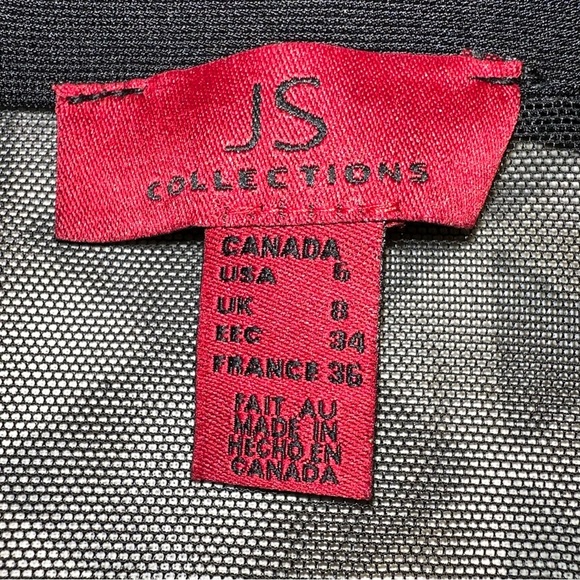 JS
COLLECTIONS
CANADA
USA 6
UK 8
EEC 34
FRANCE 36
FAIT AU
MADE IN
HECHO EN
CANADA